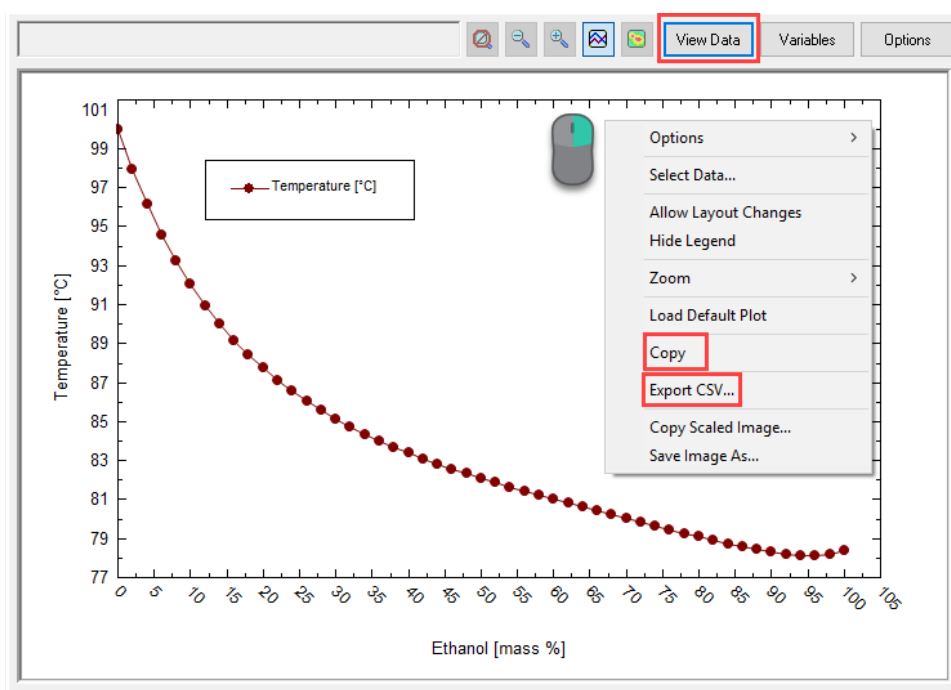 View Data
Variables
Options
101
99
97
95
93
91
89
87
85
83
81
79
77
Temperature [°C]
Temperature [°C]
Options
Select Data...
Allow Layout Changes
Hide Legend
Zoom
Load Default Plot
Copy
Export CSV...
Copy Scaled Image...
Save Image As...
0 5 10 15 20 25 30 35 40 45 50 55 60 65 70 75 80 85 90 95 100 105
Ethanol [mass %]